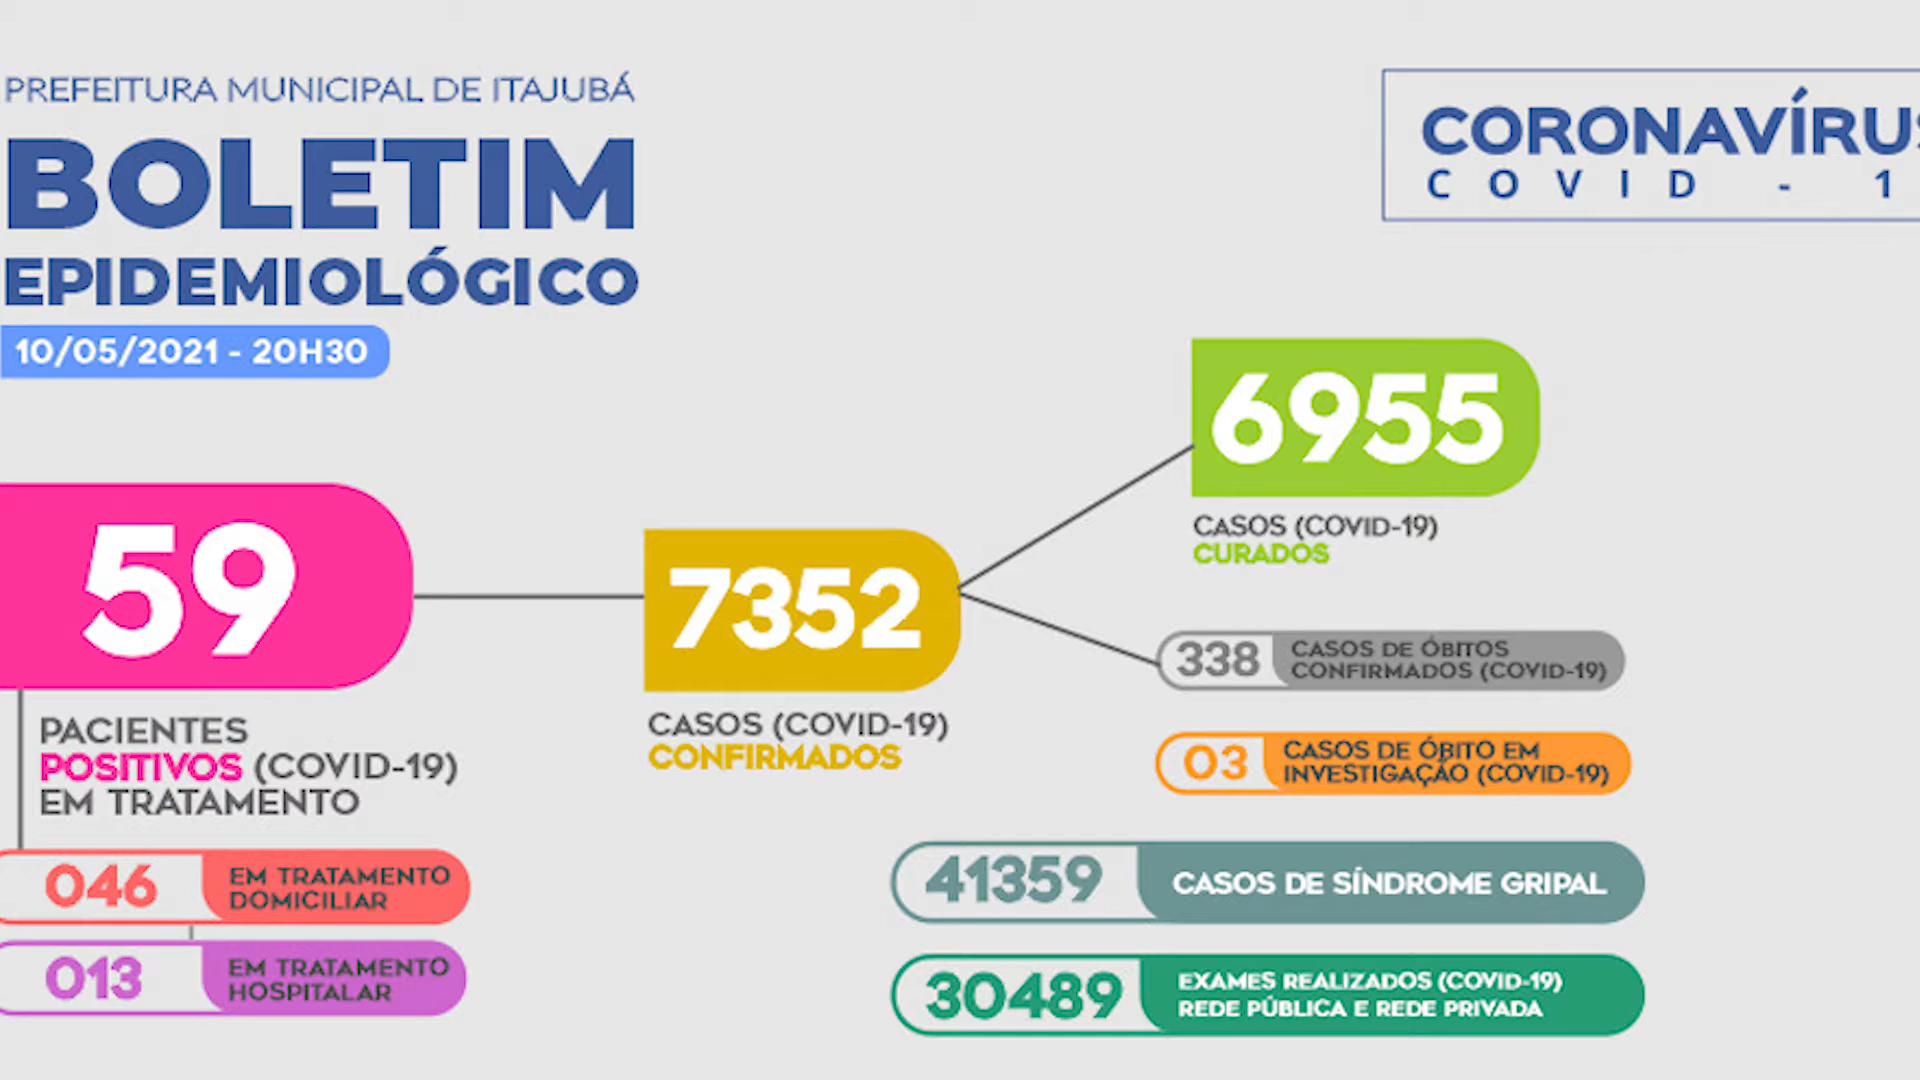 PREFEITURA MUNICIPAL DE ITAJUBÁ
BOLETIM
EPIDEMIOLÓGICO
10/05/2021 - 20H30
CORONAVÍRUS
COVID - 1
59
PACIENTES
POSITIVOS (COVID-19)
EM TRATAMENTO
046
EM TRATAMENTO
DOMICILIAR
013
EM TRATAMENTO
HOSPITALAR
7352
CASOS (COVID-19)
CONFIRMADOS
6955
CASOS (COVID-19)
CURADOS
338
CASOS DE ÓBITOS
CONFIRMADOS (COVID-19)
03
CASOS DE ÓBITO EM
INVESTIGAÇÃO (COVID-19)
41359
CASOS DE SÍNDROME GRIPAL
30489
EXAMES REALIZADOS (COVID-19)
REDE PÚBLICA E REDE PRIVADA